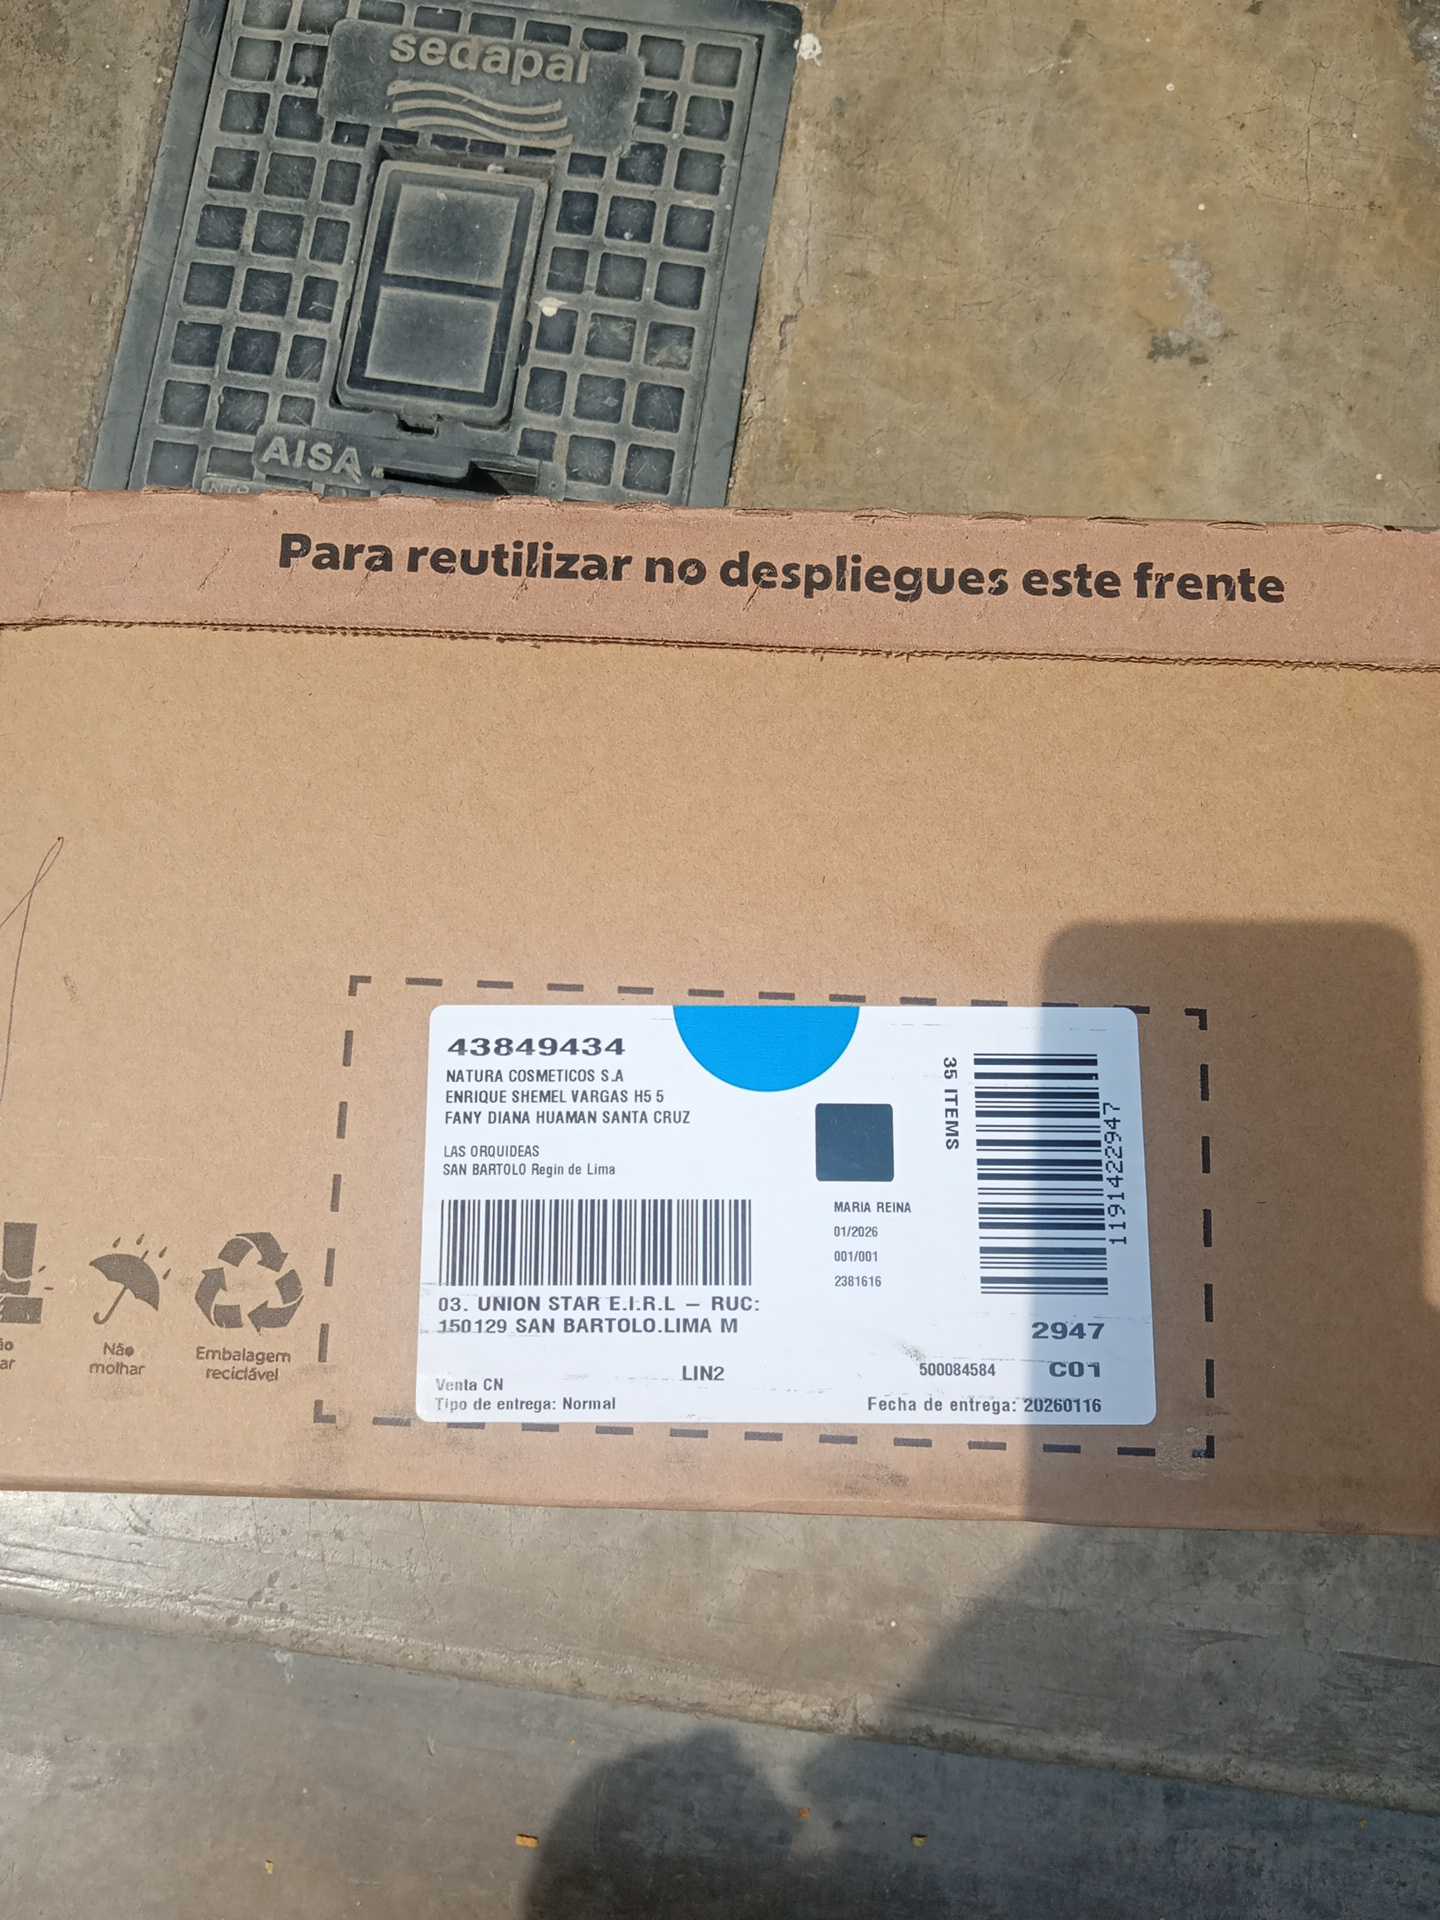 sedapal
AISA
Para reutilizar no despliegues este frente
43849434
NATURA COSMETICOS S.A
ENRIQUE SHEMEL VARGAS H5 5
FANY DIANA HUAMAN SANTA CRUZ
LAS ORQUIDEAS
SAN BARTOLO Regin de Lima
35 ITEMS
1191422947
MARIA REINA
01/2026
001/001
2381616
03. UNION STAR E.I.R.L – RUC:
150129 SAN BARTOLO.LIMA M
2947
LIN2
500084584 C01
Venta CN
Tipo de entrega: Normal
Fecha de entrega: 20260116
Não
molhar
Embalagem
reciclável